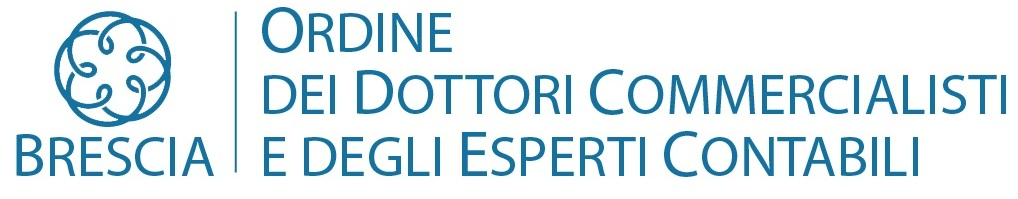 BRESCIA
ORDINE
DEI DOTTORI COMMERCIALISTI
E DEGLI ESPERTI CONTABILI